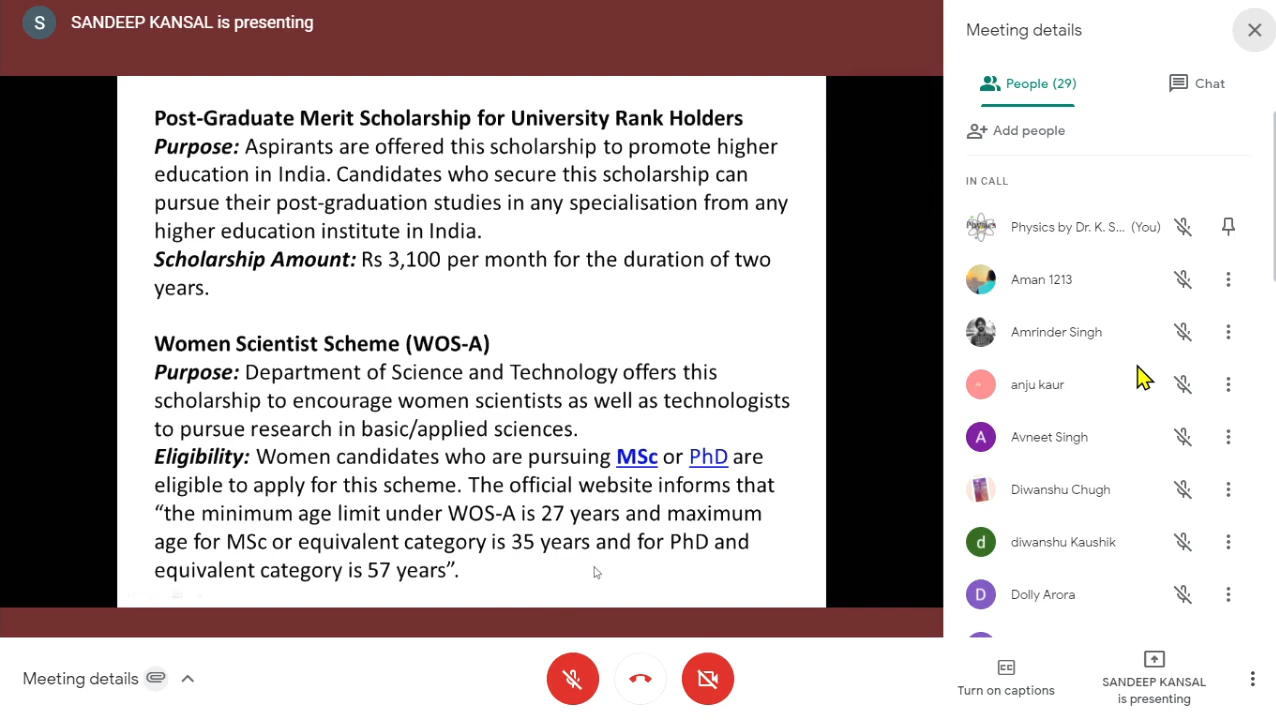 S SANDEEP KANSAL is presenting
Post-Graduate Merit Scholarship for University Rank Holders
Purpose: Aspirants are offered this scholarship to promote higher
education in India. Candidates who secure this scholarship can
pursue their post-graduation studies in any specialisation from any
higher education institute in India.
Scholarship Amount: Rs 3,100 per month for the duration of two
years.
Women Scientist Scheme (WOS-A)
Purpose: Department of Science and Technology offers this
scholarship to encourage women scientists as well as technologists
to pursue research in basic/applied sciences.
Eligibility: Women candidates who are pursuing MSc or PhD are
eligible to apply for this scheme. The official website informs that
“the minimum age limit under WOS-A is 27 years and maximum
age for MSc or equivalent category is 35 years and for PhD and
equivalent category is 57 years”.
Meeting details
People (29)
Chat
Add people
IN CALL
Physics
Physics by Dr. K. S... (You)
Aman 1213
Amrinder Singh
anju kaur
A Avneet Singh
Diwanshu Chugh
d diwanshu Kaushik
D Dolly Arora
Meeting details
CC
Turn on captions
SANDEEP KANSAL
is presenting